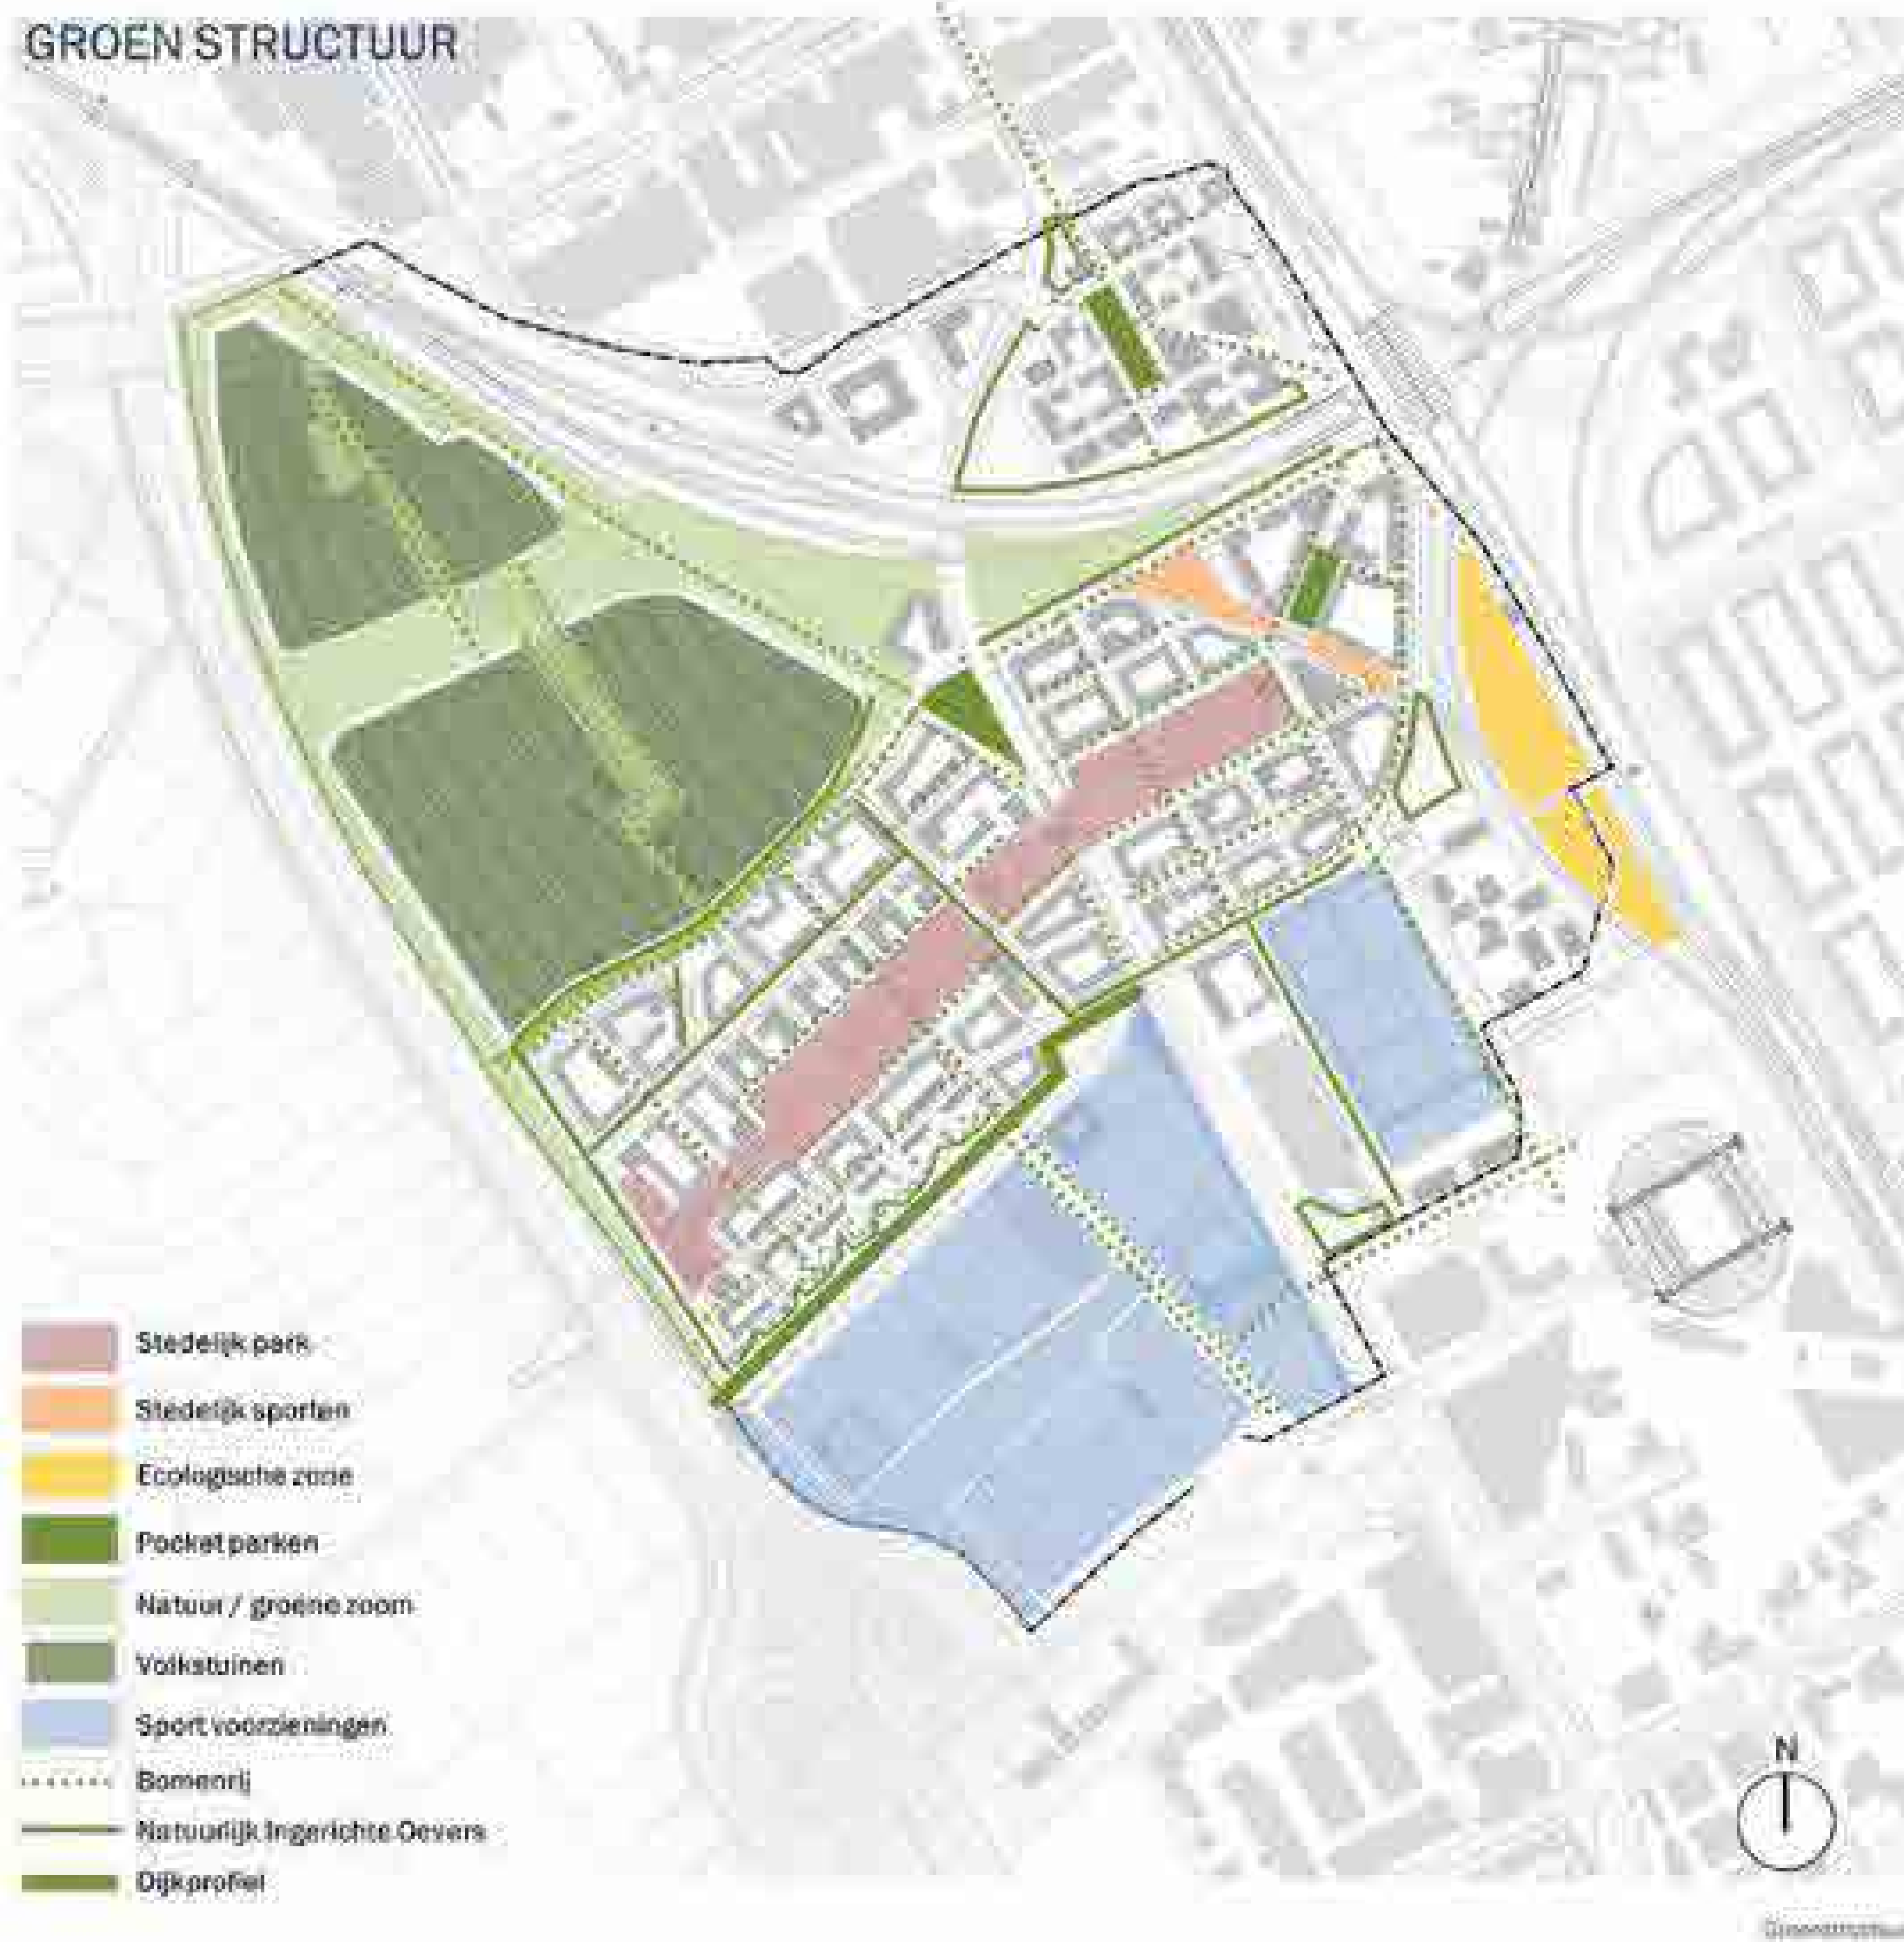 GROEN STRUCTUUR
Stedelijk park
Stedelijk sporten
Ecologische zone
Pocket parken
Natuur / groene zoom
Volkstuinen
Sport voorzieningen
Bomenrij
Natuurlijk Ingerichte Oevers
Dijkprofiel
N